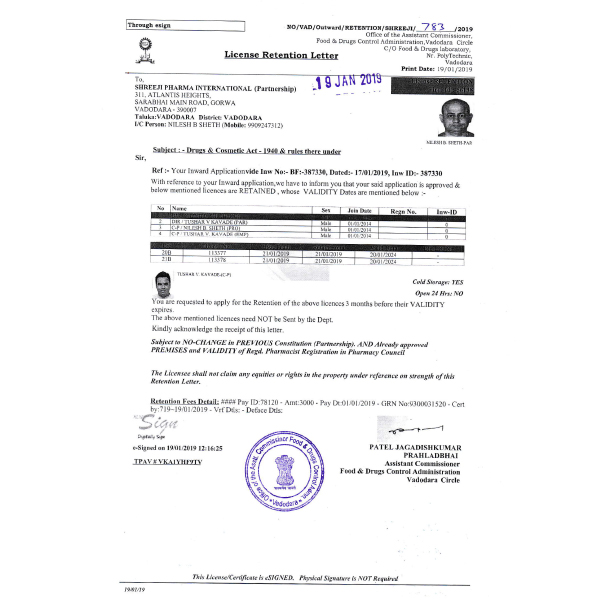 Through esign
NO/VAD/Outward/RETENTION/SHREEJI/ 783 /2019
Office of the Assistant Commissioner,
Food & Drugs Control Administration,Vadodara Circle
C/O Food & Drugs laboratory,
Nr. PolyTechnic,
Vadodara
License Retention Letter
Print Date: 19/01/2019
19 JAN 2019
To,
SHREEJI PHARMA INTERNATIONAL (Partnership)
311, ATLANTIS HEIGHTS,
SARABHAI MAIN ROAD, GORWA
VADODARA - 390007
Taluka:VADODARA District: VADODARA
I/C Person: NILESH B SHETH (Mobile: 9909247312)
NILESH B. SHETH-PAR
Subject : - Drugs & Cosmetic Act - 1940 & rules there under
Sir,
Ref :- Your Inward Applicationvide Inw No:- BF:-387330, Dated:- 17/01/2019, Inw ID:- 387330
With reference to your Inward application,we have to inform you that your said application is approved &
below mentioned licences are RETAINED , whose VALIDITY Dates are mentioned below :-
No Name Sex Join Date Regn No. Inw-ID
2 DIR / TUSHAR V. KAVADE (PAR) Male 01/01/2014
3 C-P / NILESH B. SHETH (PRO) Male 01/01/2014 0
4 C-P / TUSHAR V. KAVADE (EMP) Male 01/01/2014 0
20B 113377 21/01/2019 21/01/2019 20/01/2024 -
21B 113378 21/01/2019 21/01/2019 20/01/2024 -
TUSHAR V. KAVADE-(C-P)
Cold Storage: YES
Open 24 Hrs: NO
You are requested to apply for the Retention of the above licences 3 months before their VALIDITY
expires.
The above mentioned licences need NOT be Sent by the Dept.
Kindly acknowledge the receipt of this letter.
Subject to NO-CHANGE in PREVIOUS Constitution (Partnership). AND Already approved
PREMISES and VALIDITY of Regd. Pharmacist Registration in Pharmacy Council
The Licensee shall not claim any equities or rights in the property under reference on strength of this
Retention Letter.
Retention Fees Detail: #### Pay ID:78120 - Amt:3000 - Pay Dt:01/01/2019 - GRN No:9300031520 - Cert
by:719--19/01/2019 - Vrf Dtls: - Deface Dtls:
Sign
Digitally Sign
e-Signed on 19/01/2019 12:16:25
TPAV # VKA1YHF9TV
Office of the Asstt. Commissioner Food & Drugs Control Admn.
Vadodara
PATEL JAGADISHKUMAR
PRAHLADBHAI
Assistant Commissioner
Food & Drugs Control Administration
Vadodara Circle
This License/Certificate is eSIGNED. Physical Signature is NOT Required
19/01/19